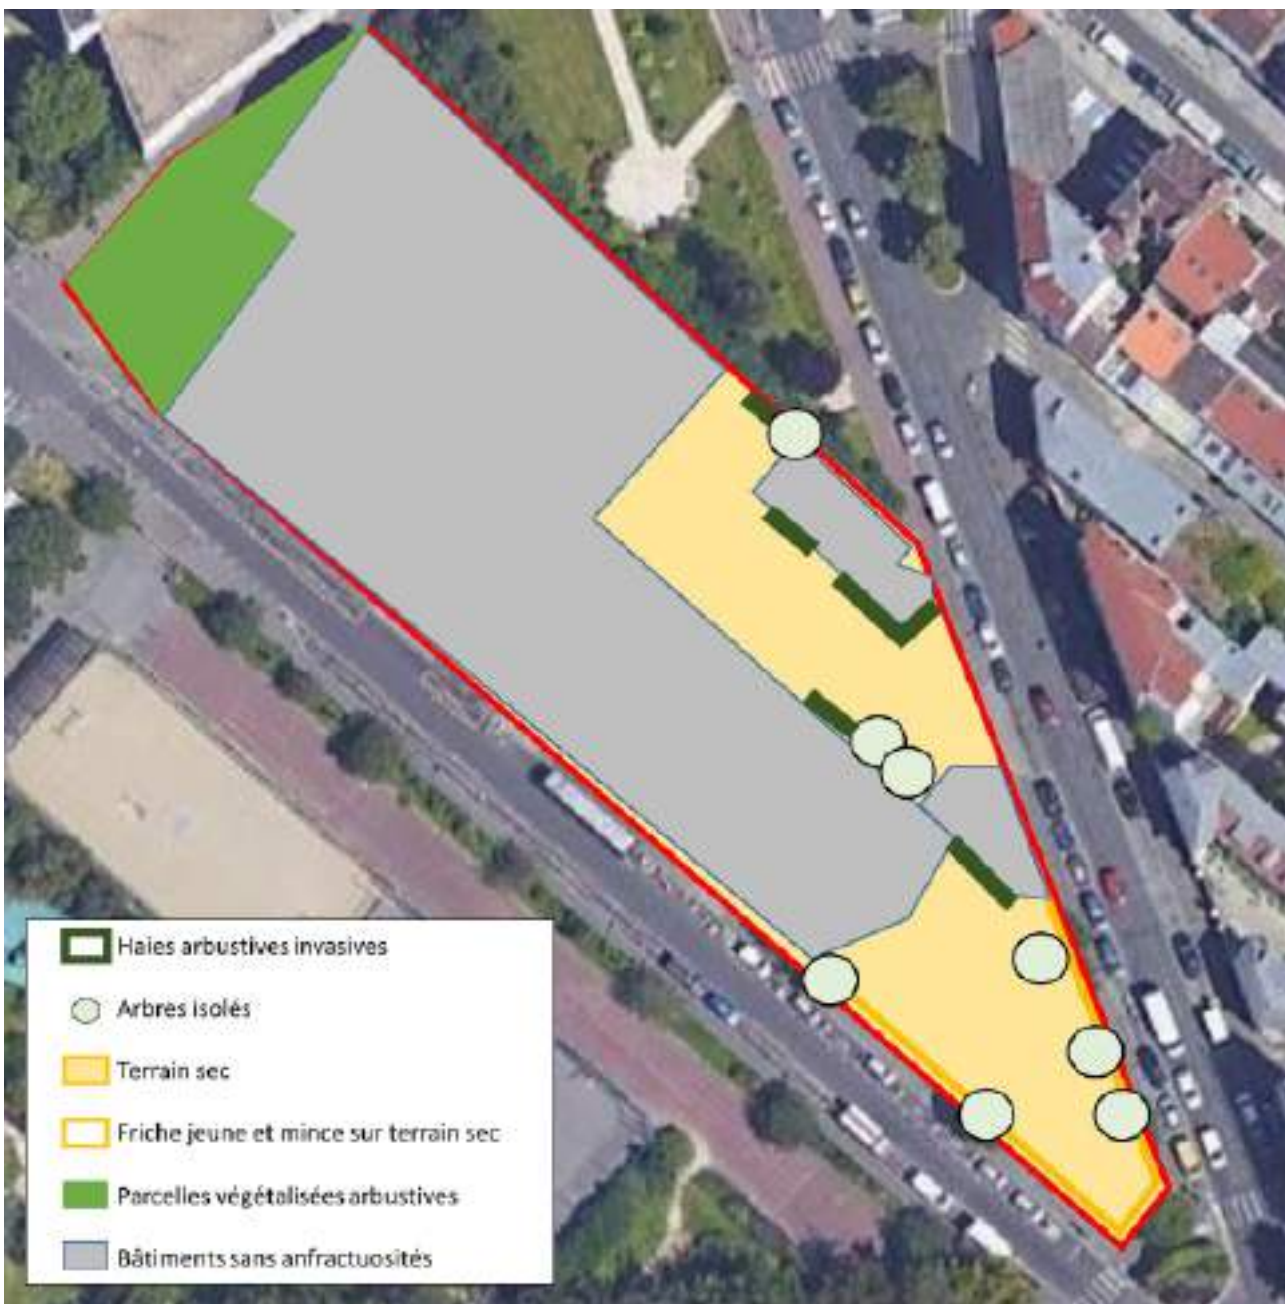 Haies arbustives invasives
Arbres isolés
Terrain sec
Friche jeune et mince sur terrain sec
Parcelles végétalisées arbustives
Bâtiments sans anfractuosités